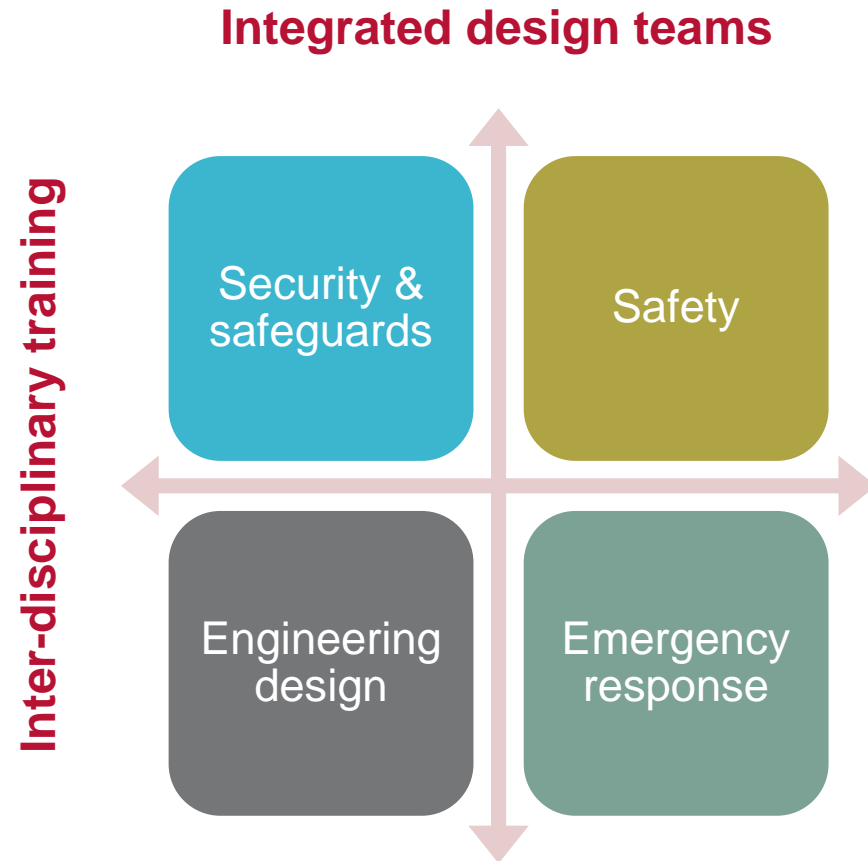 Integrated design teams
Inter-disciplinary training
Security &
safeguards
Safety
Engineering
design
Emergency
response